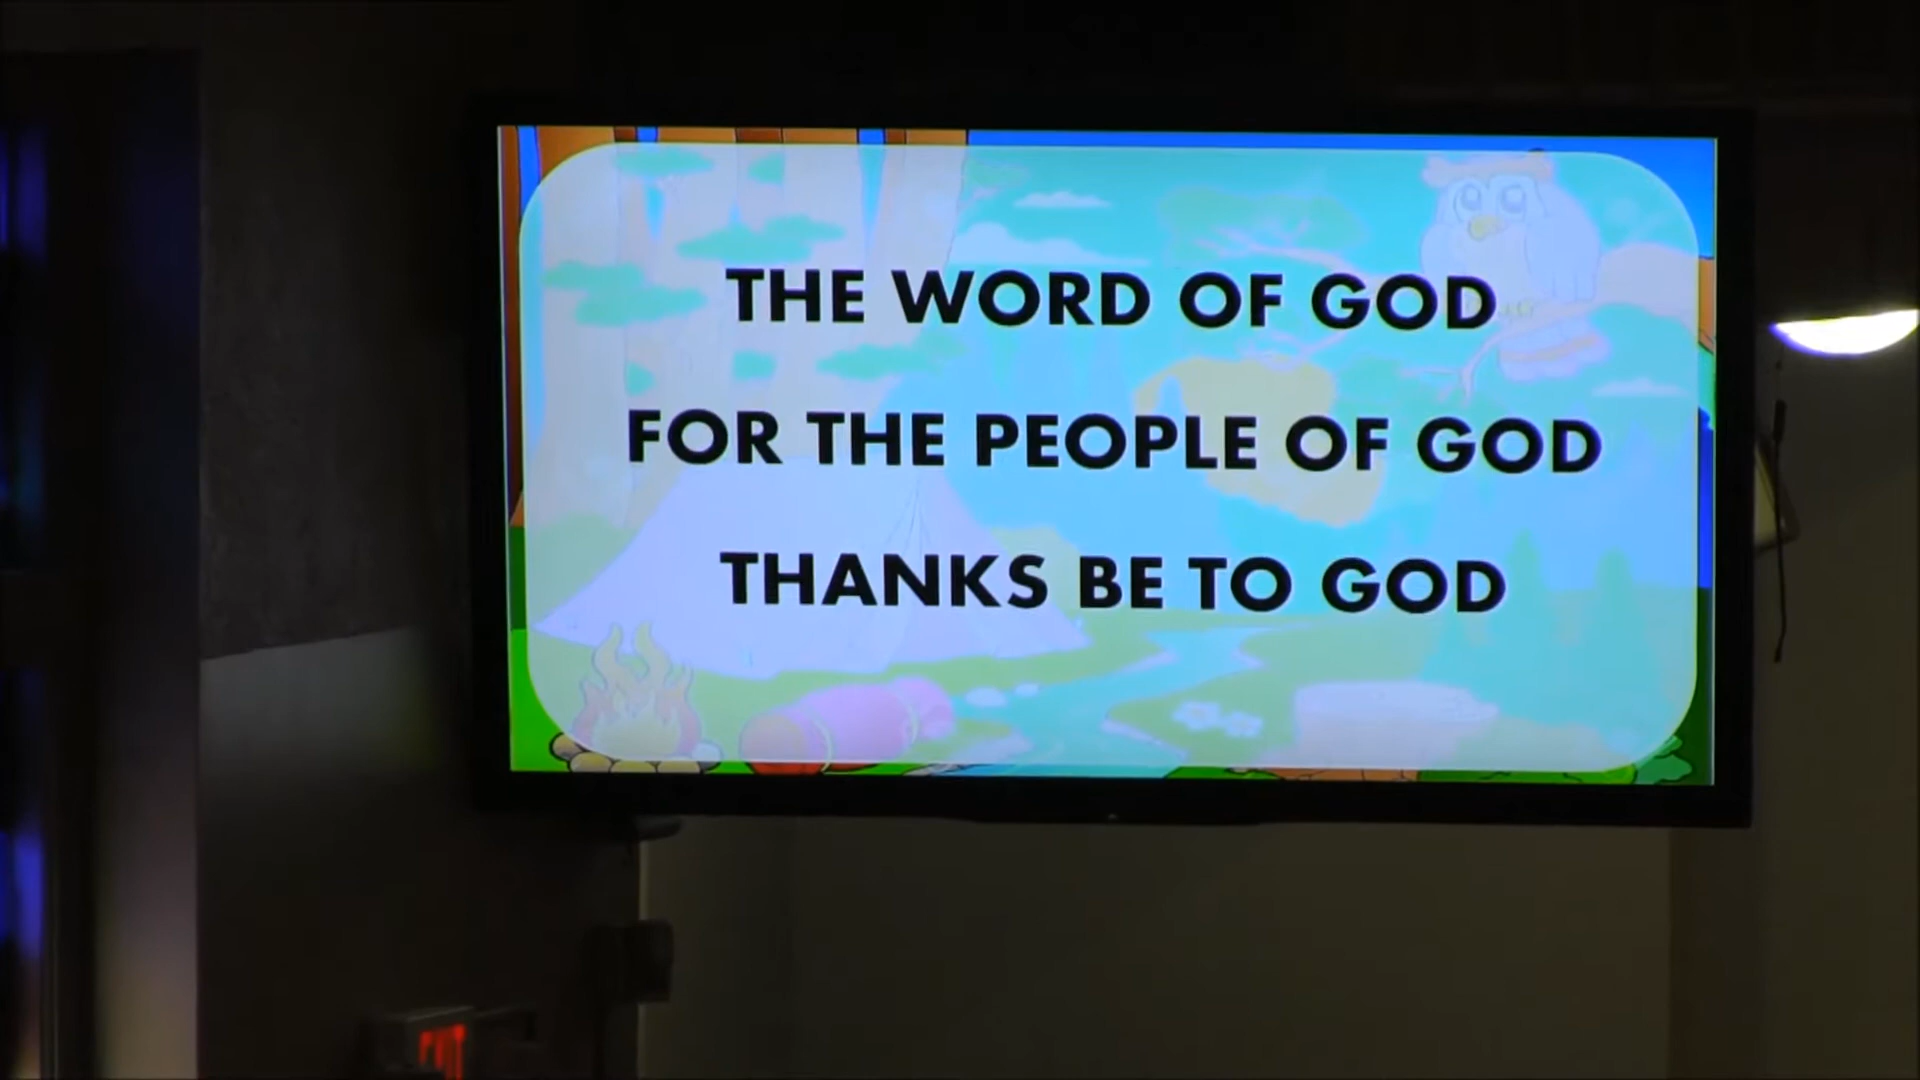 THE WORD OF GOD
FOR THE PEOPLE OF GOD
THANKS BE TO GOD